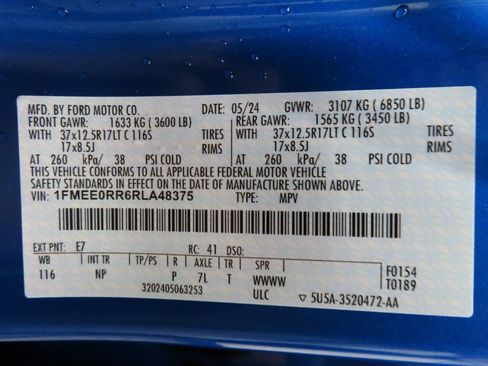 MFD. BY FORD MOTOR CO. DATE: 05/24 GVWR: 3107 KG ( 6850 LB)
FRONT GAWR: 1633 KG ( 3600 LB) REAR GAWR: 1565 KG ( 3450 LB)
WITH 37x12.5R17LT C 116S TIRES WITH 37x12.5R17LT C 116S TIRES
17x8.5J RIMS 17x8.5J RIMS
AT 260 kPa/ 38 PSI COLD AT 260 kPa/ 38 PSI COLD
THIS VEHICLE CONFORMS TO ALL APPLICABLE FEDERAL MOTOR VEHICLE
SAFETY STANDARDS IN EFFECT ON THE DATE OF MANUFACTURE SHOWN ABOVE.
VIN: 1FMEE0RR6RLA48375 TYPE: MPV
EXT PNT: E7 RC: 41 DSO:
WB INT TR TP/PS R AXLE TR SPR F0154
116 NP P 7L T WWWW T0189
3202405063253 ULC ▽ 5U5A-3520472-AA